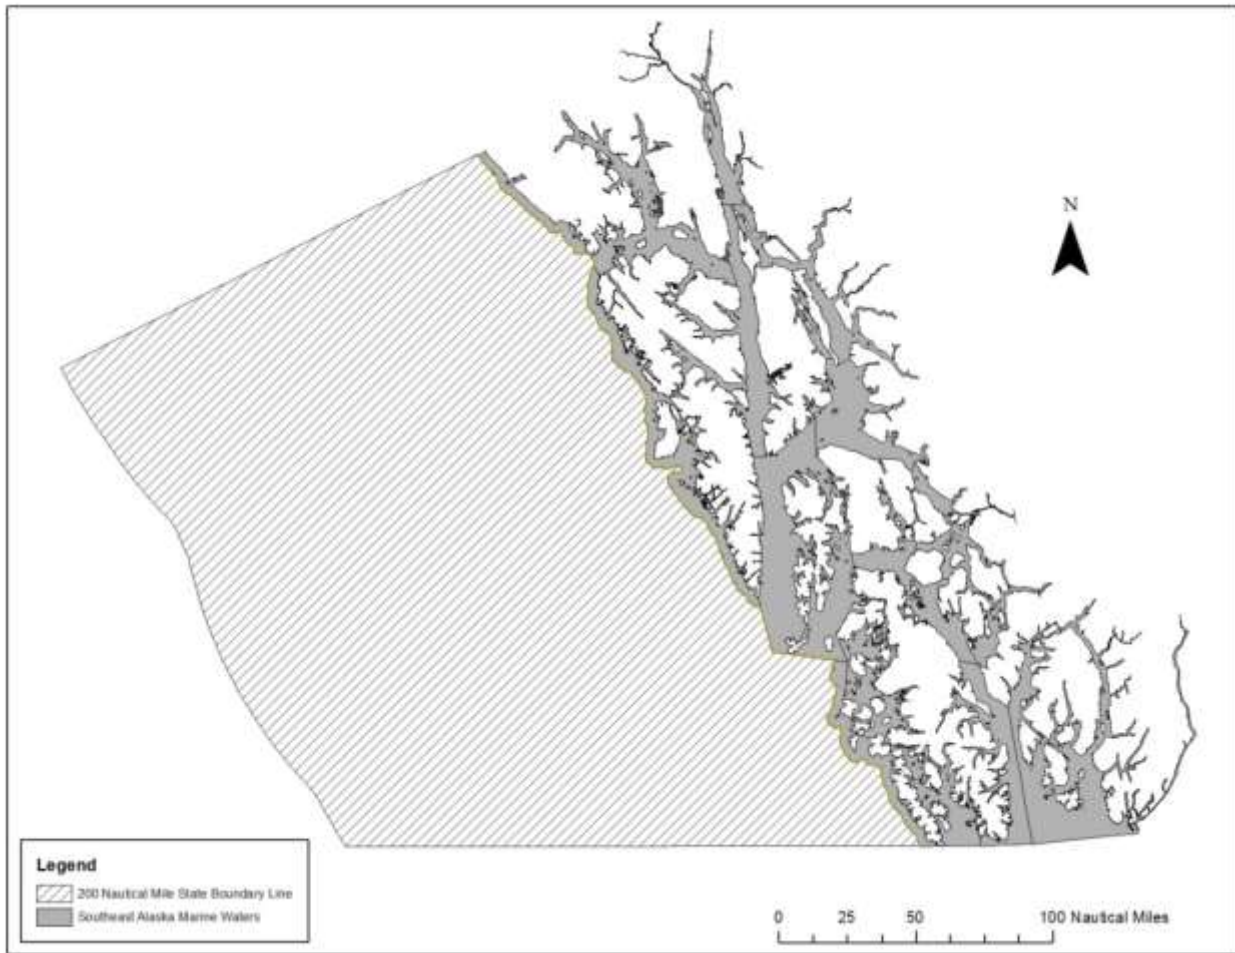 N
Legend
200 Nautical Mile State Boundary Line
Southeast Alaska Marine Waters
0 25 50 100 Nautical Miles